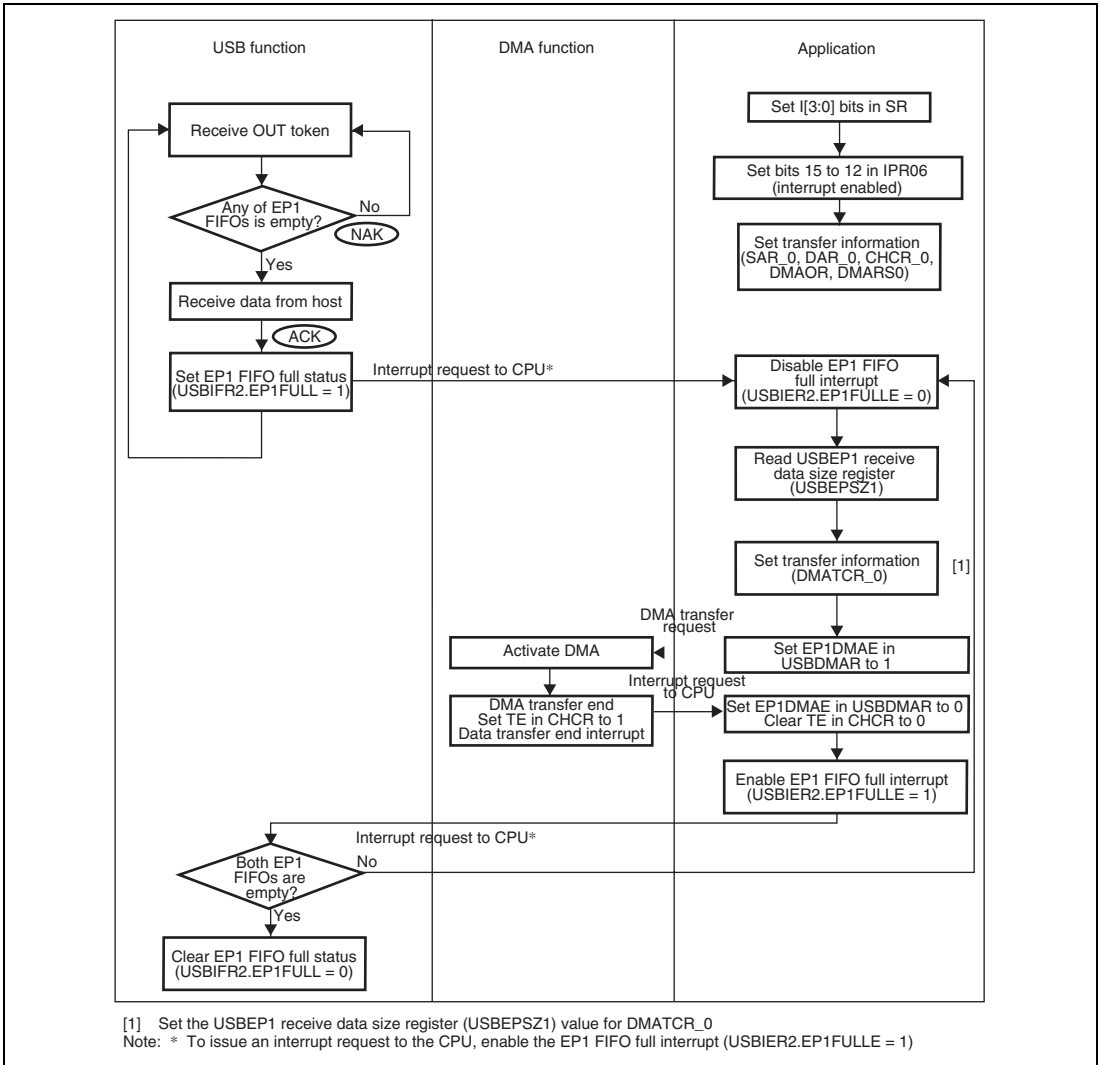 USB function
DMA function
Application
Receive OUT token
Any of EP1
FIFOs is empty?
No
NAK
Yes
Receive data from host
ACK
Set EP1 FIFO full status
(USBIFR2.EP1FULL = 1)
Interrupt request to CPU*
Set I[3:0] bits in SR
Set bits 15 to 12 in IPR06
(interrupt enabled)
Set transfer information
(SAR_0, DAR_0, CHCR_0,
DMAOR, DMARS0)
Disable EP1 FIFO
full interrupt
(USBIER2.EP1FULLE = 0)
Read USBEP1 receive
data size register
(USBEPSZ1)
Set transfer information
(DMATCR_0)
[1]
DMA transfer
request
Set EP1DMAE in
USBDMAR to 1
Activate DMA
DMA transfer end
Set TE in CHCR to 1
Data transfer end interrupt
Interrupt request
to CPU
Set EP1DMAE in USBDMAR to 0
Clear TE in CHCR to 0
Enable EP1 FIFO full interrupt
(USBIER2.EP1FULLE = 1)
Interrupt request to CPU*
Both EP1
FIFOs are
empty?
No
Yes
Clear EP1 FIFO full status
(USBIFR2.EP1FULL = 0)
[1] Set the USBEP1 receive data size register (USBEPSZ1) value for DMATCR_0
Note: * To issue an interrupt request to the CPU, enable the EP1 FIFO full interrupt (USBIER2.EP1FULLE = 1)